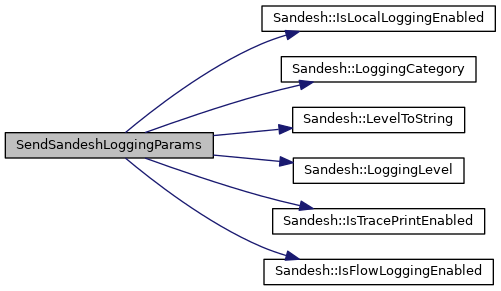 Sandesh::IsLocalLoggingEnabled
Sandesh::LoggingCategory
Sandesh::LevelToString
SendSandeshLoggingParams
Sandesh::LoggingLevel
Sandesh::IsTracePrintEnabled
Sandesh::IsFlowLoggingEnabled